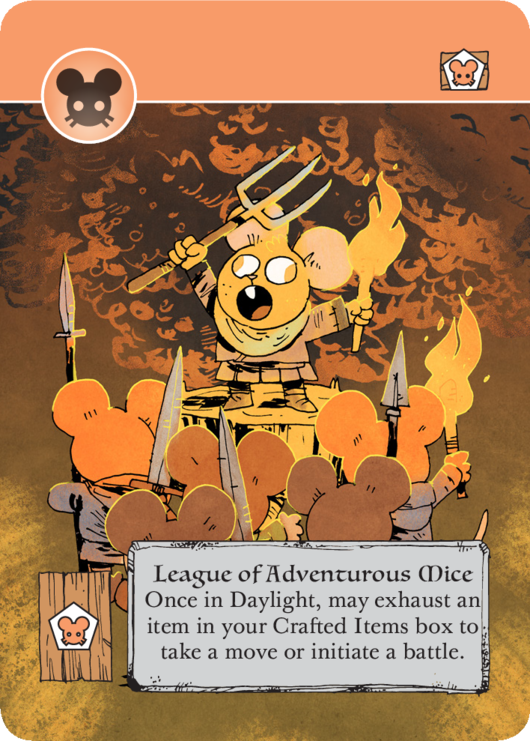 League of Adventurous Mice
Once in Daylight, may exhaust an
item in your Crafted Items box to
take a move or initiate a battle.